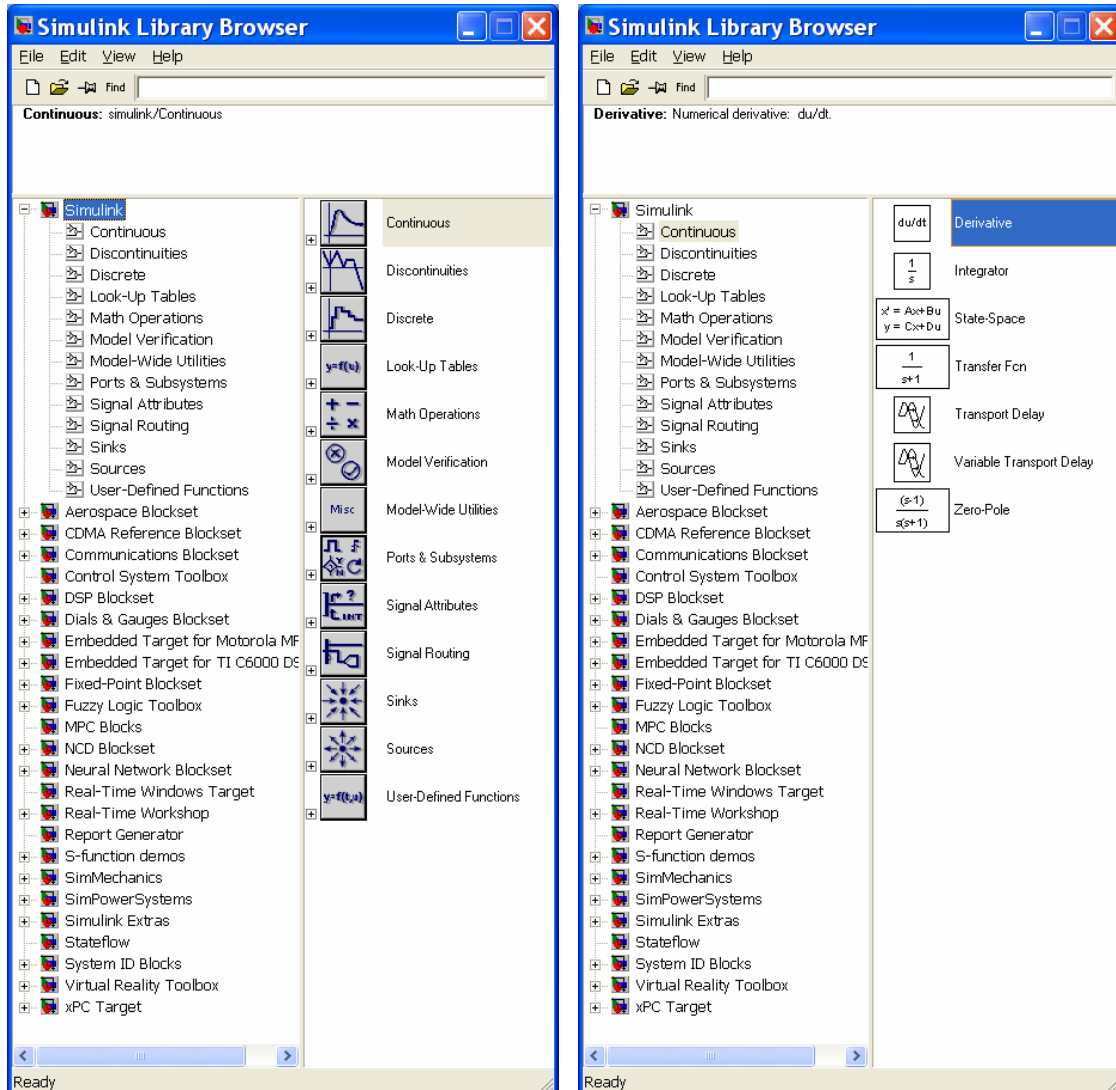 Simulink Library Browser
File Edit View Help
Find
Continuous: simulink/Continuous
Simulink
Continuous
Discontinuities
Discrete
Look-Up Tables
Math Operations
Model Verification
Model-Wide Utilities
Ports & Subsystems
Signal Attributes
Signal Routing
Sinks
Sources
User-Defined Functions
Aerospace Blockset
CDMA Reference Blockset
Communications Blockset
Control System Toolbox
DSP Blockset
Dials & Gauges Blockset
Embedded Target for Motorola MF
Embedded Target for TI C6000 DS
Fixed-Point Blockset
Fuzzy Logic Toolbox
MPC Blocks
NCD Blockset
Neural Network Blockset
Real-Time Windows Target
Real-Time Workshop
Report Generator
S-function demos
SimMechanics
SimPowerSystems
Simulink Extras
Stateflow
System ID Blocks
Virtual Reality Toolbox
xPC Target
Continuous
Discontinuities
Discrete
y=f(u) Look-Up Tables
+ − ÷ × Math Operations
Model Verification
Misc Model-Wide Utilities
Y N C Ports & Subsystems
? INT Signal Attributes
Signal Routing
Sinks
Sources
y=f(t,u) User-Defined Functions
Ready
Simulink Library Browser
File Edit View Help
Find
Derivative: Numerical derivative: du/dt.
Simulink
Continuous
Discontinuities
Discrete
Look-Up Tables
Math Operations
Model Verification
Model-Wide Utilities
Ports & Subsystems
Signal Attributes
Signal Routing
Sinks
Sources
User-Defined Functions
Aerospace Blockset
CDMA Reference Blockset
Communications Blockset
Control System Toolbox
DSP Blockset
Dials & Gauges Blockset
Embedded Target for Motorola MF
Embedded Target for TI C6000 DS
Fixed-Point Blockset
Fuzzy Logic Toolbox
MPC Blocks
NCD Blockset
Neural Network Blockset
Real-Time Windows Target
Real-Time Workshop
Report Generator
S-function demos
SimMechanics
SimPowerSystems
Simulink Extras
Stateflow
System ID Blocks
Virtual Reality Toolbox
xPC Target
du/dt Derivative
1
s
Integrator
x' = Ax+Bu
y = Cx+Du
State-Space
1
s+1
Transfer Fcn
Transport Delay
Variable Transport Delay
(s-1)
s(s+1)
Zero-Pole
Ready